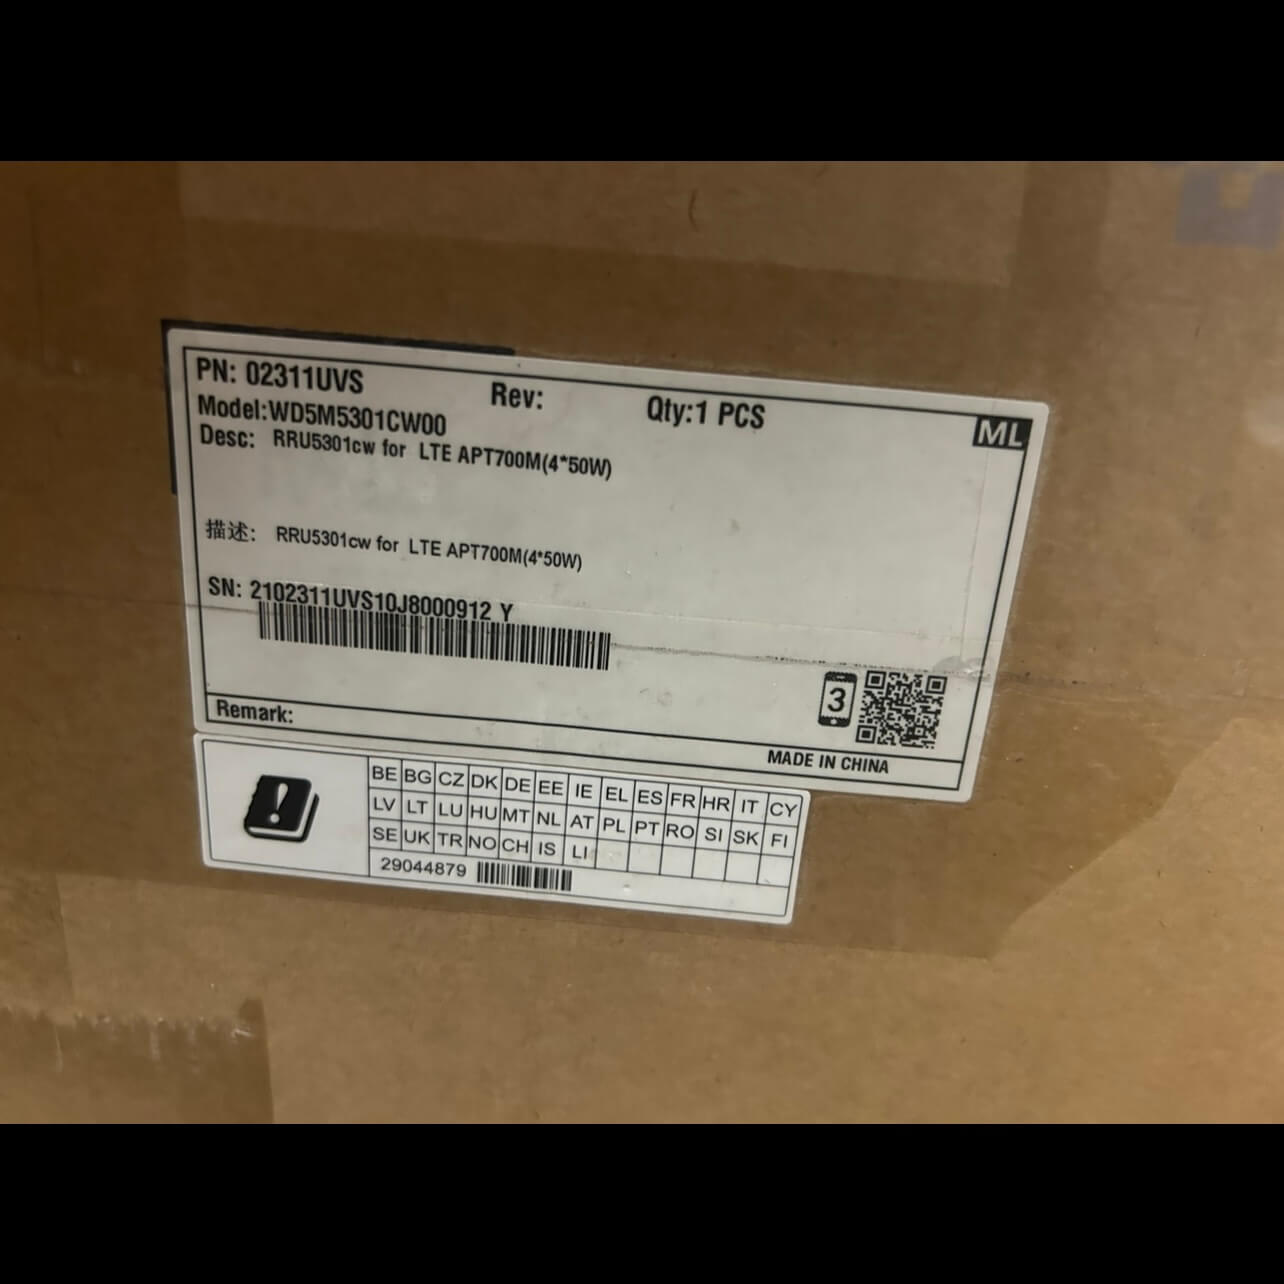 PN: 02311UVS
Rev:
Qty:1 PCS
ML
Model:WD5M5301CW00
Desc: RRU5301cw for LTE APT700M(4*50W)
描述: RRU5301cw for LTE APT700M(4*50W)
SN: 2102311UVS10J8000912 Y
3
Remark:
MADE IN CHINA
BE BG CZ DK DE EE IE EL ES FR HR IT CY
LV LT LU HU MT NL AT PL PT RO SI SK FI
SE UK TR NO CH IS LI
29044879